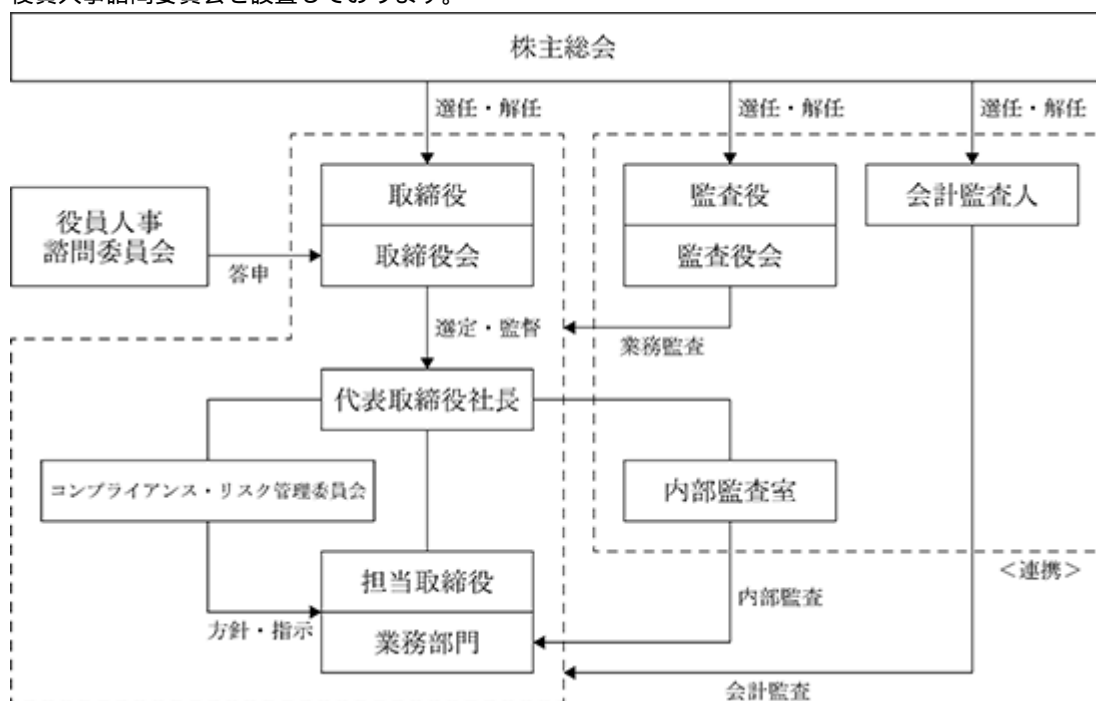 役員人事諮問委員会を設置しております。
株主総会
選任・解任
選任・解任
選任・解任
役員人事
諮問委員会
答申
取締役
取締役会
監査役
監査役会
会計監査人
選定・監督
業務監査
代表取締役社長
コンプライアンス・リスク管理委員会
内部監査室
<連携>
担当取締役
業務部門
方針・指示
内部監査
会計監査